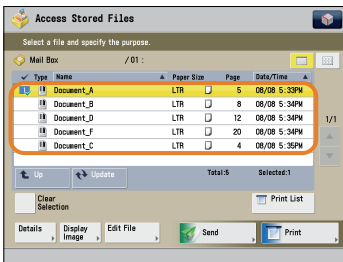 Access Stored Files
Select a file and specify the purpose.
Mail Box /01 :
Type Name Paper Size Page Date/Time
1 Document_A LTR 5 08/08 5:33PM
Document_B LTR 8 08/08 5:34PM
Document_D LTR 12 08/08 5:34PM
Document_F LTR 20 08/08 5:34PM
Document_C LTR 4 08/08 5:35PM
1/1
Up Update Total:5 Selected:1
Clear Selection Print List
Details Display Image Edit File Send Print